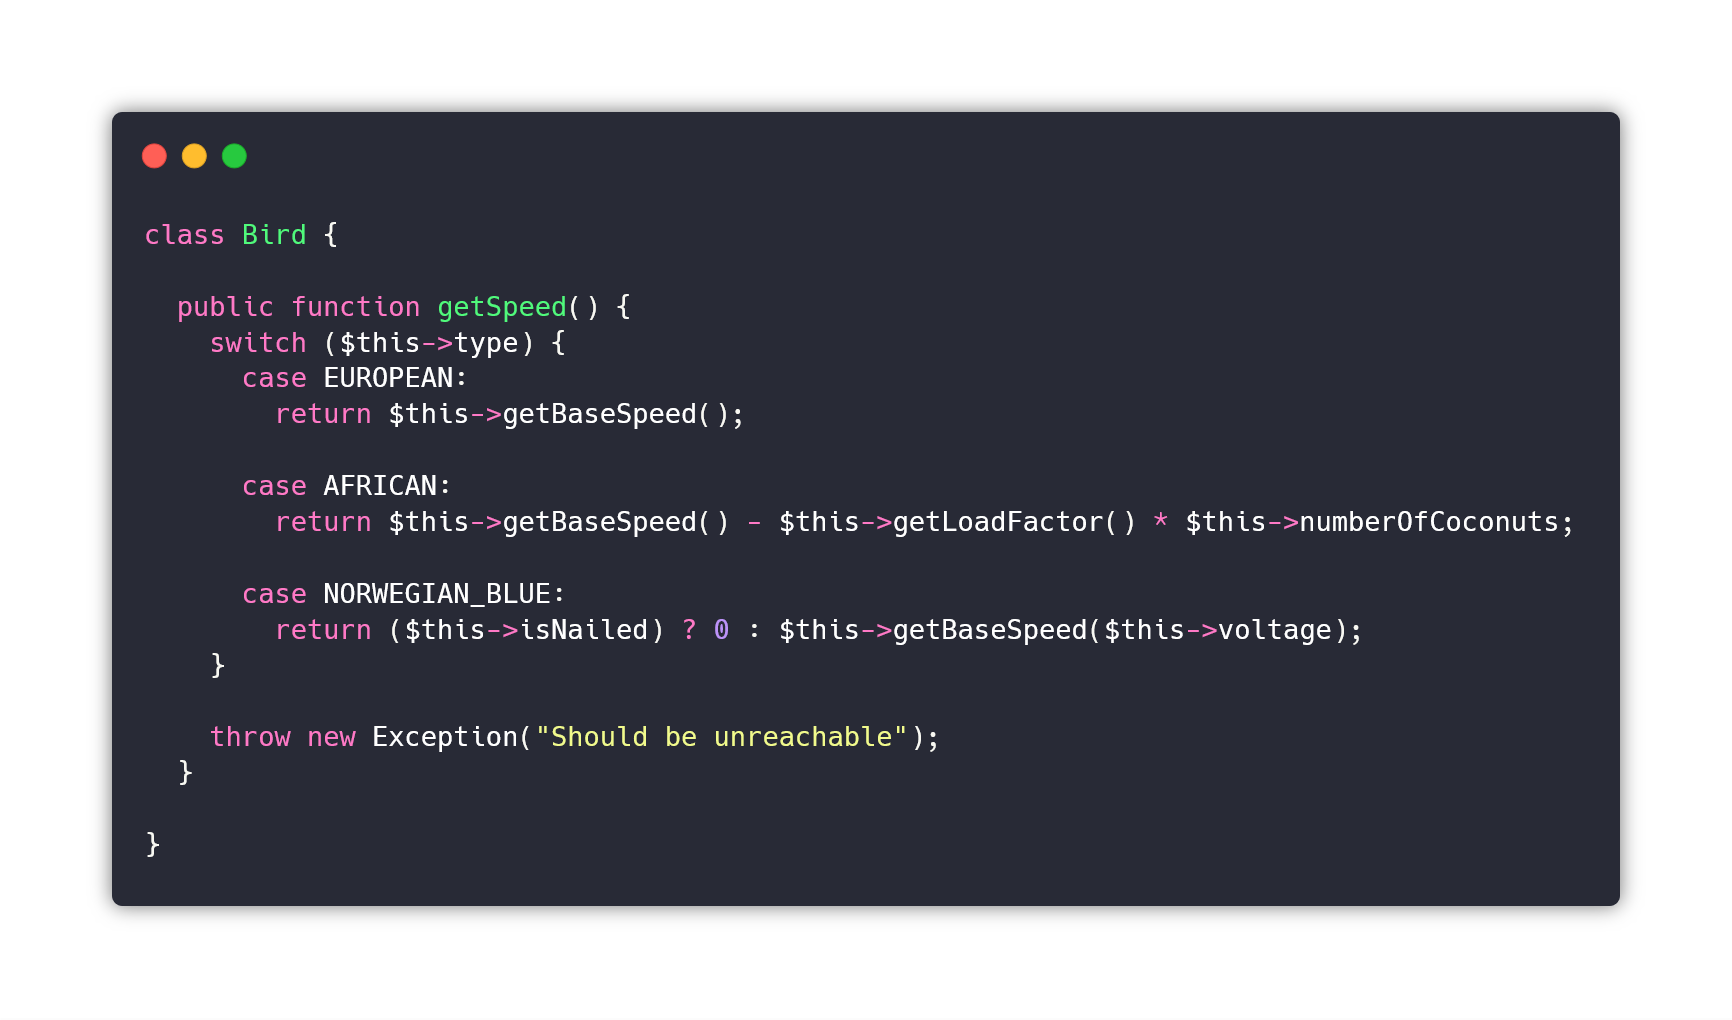 class Bird {
public function getSpeed() {
switch ($this->type) {
case EUROPEAN:
return $this->getBaseSpeed();
case AFRICAN:
return $this->getBaseSpeed() - $this->getLoadFactor() * $this->numberOfCoconuts;
case NORWEGIAN_BLUE:
return ($this->isNailed) ? 0 : $this->getBaseSpeed($this->voltage);
}
throw new Exception("Should be unreachable");
}
}